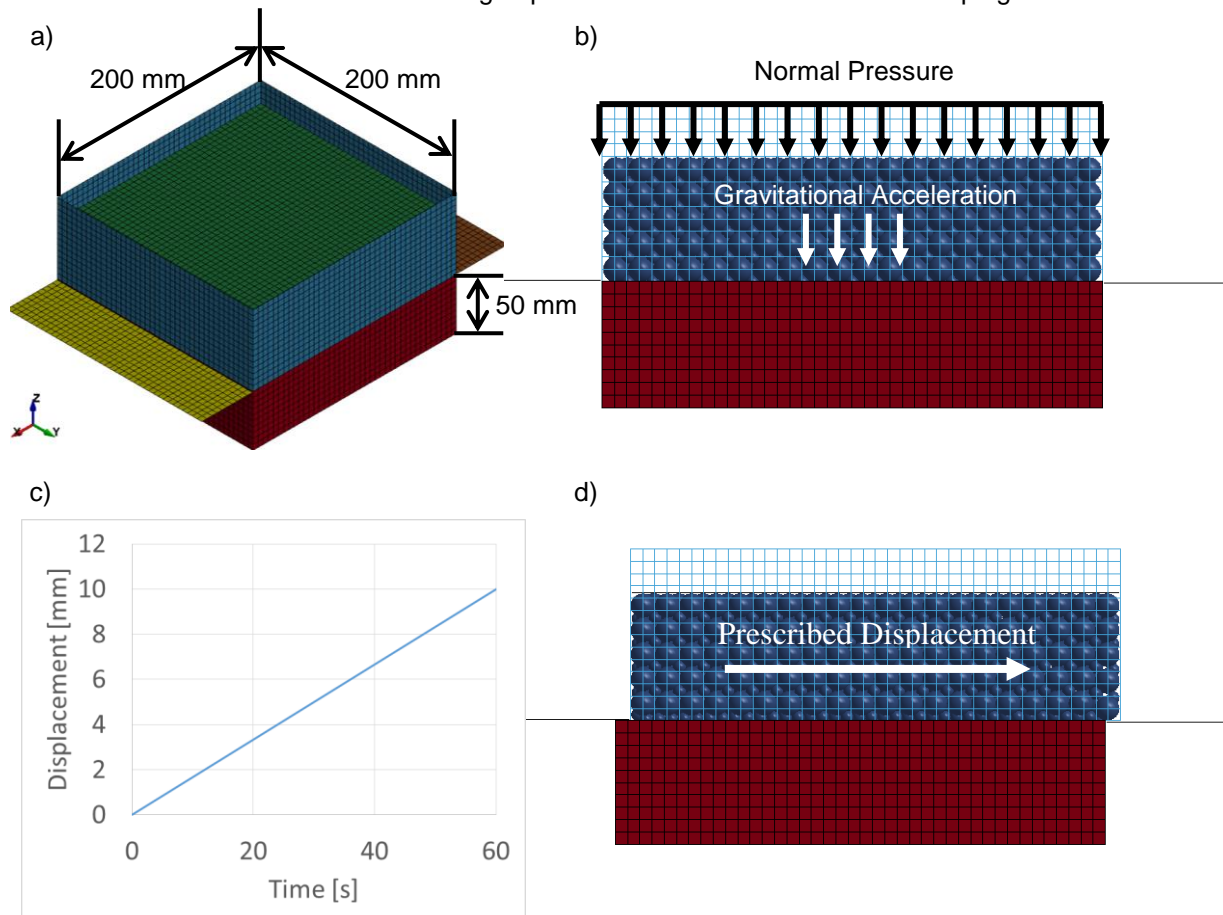 a)
200 mm
200 mm
50 mm
Z
X
Y
b)
Normal Pressure
Gravitational Acceleration
c)
12
10
8
6
4
2
0
0
20
40
60
Displacement [mm]
Time [s]
d)
Prescribed Displacement